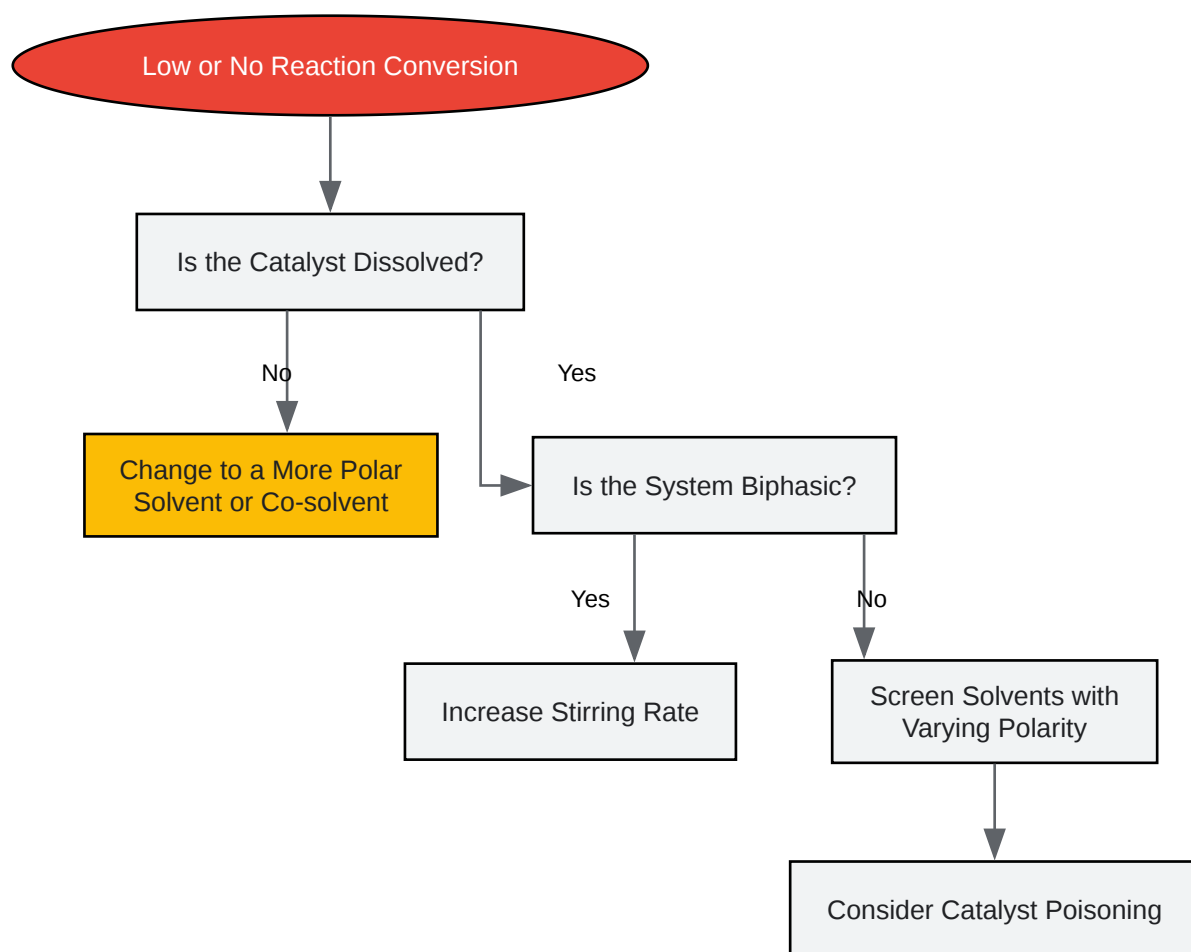 Low or No Reaction Conversion
Is the Catalyst Dissolved?
No
Yes
Change to a More Polar
Solvent or Co-solvent
Is the System Biphasic?
Yes
No
Increase Stirring Rate
Screen Solvents with
Varying Polarity
Consider Catalyst Poisoning